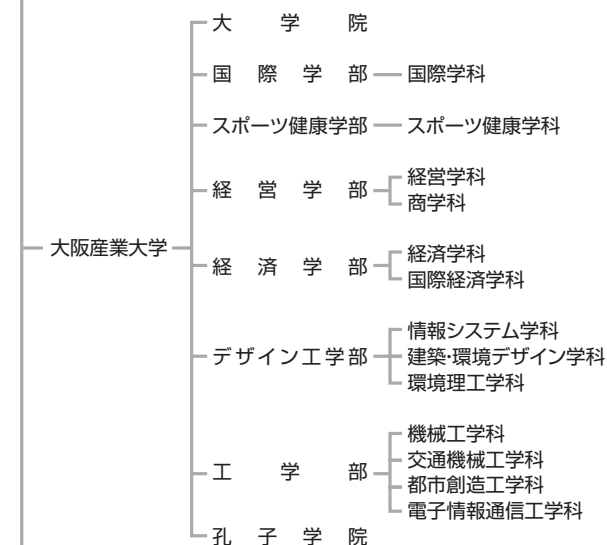 大学院
国際学部 国際学科
スポーツ健康学部 スポーツ健康学科
経営学部 経営学科
商学科
大阪産業大学
経済学部 経済学科
国際経済学科
デザイン工学部 情報システム学科
建築・環境デザイン学科
環境理工学科
工学部 機械工学科
交通機械工学科
都市創造工学科
電子情報通信工学科
孔子学院